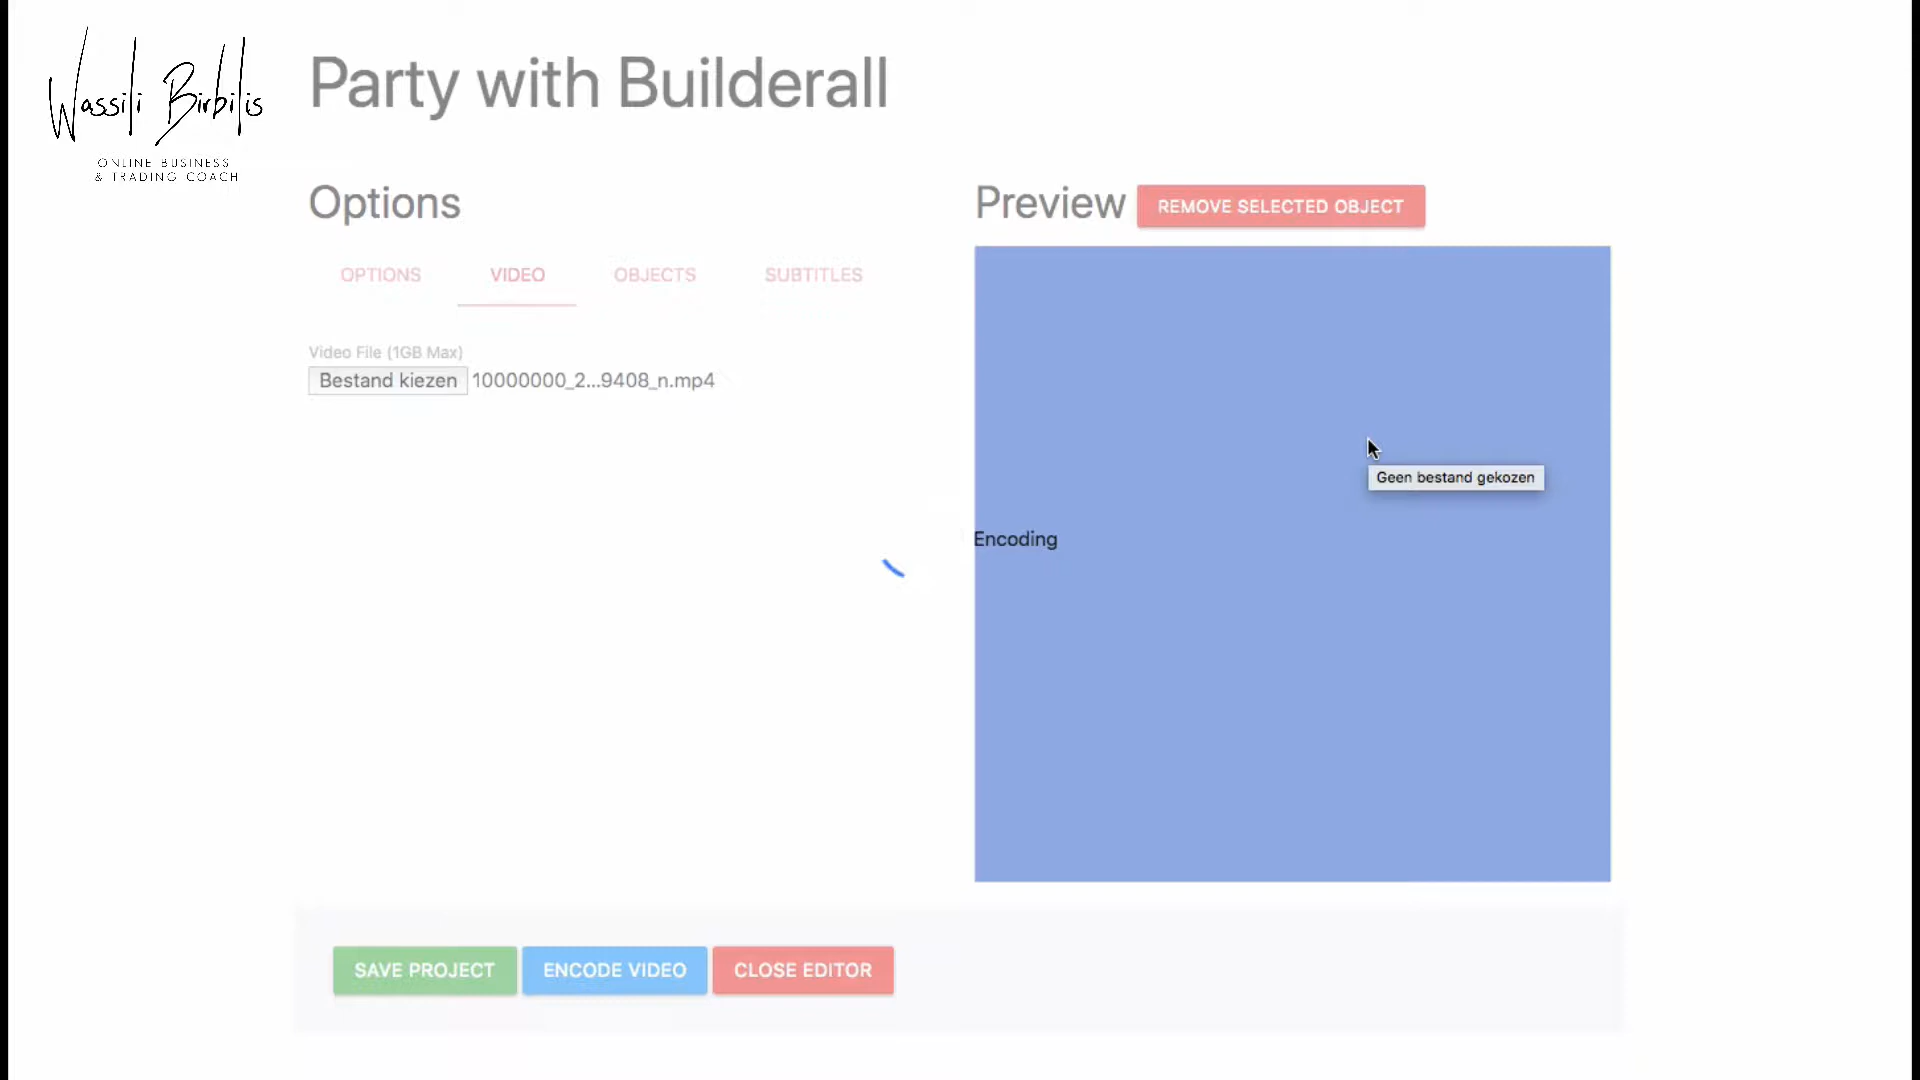 Wassili Birbilis
ONLINE BUSINESS
& TRADING COACH
Party with Builderall
Options
Preview
REMOVE SELECTED OBJECT
OPTIONS
VIDEO
OBJECTS
SUBTITLES
Video File (1GB Max)
Bestand kiezen 10000000_2...9408_n.mp4
Geen bestand gekozen
Encoding
SAVE PROJECT
ENCODE VIDEO
CLOSE EDITOR